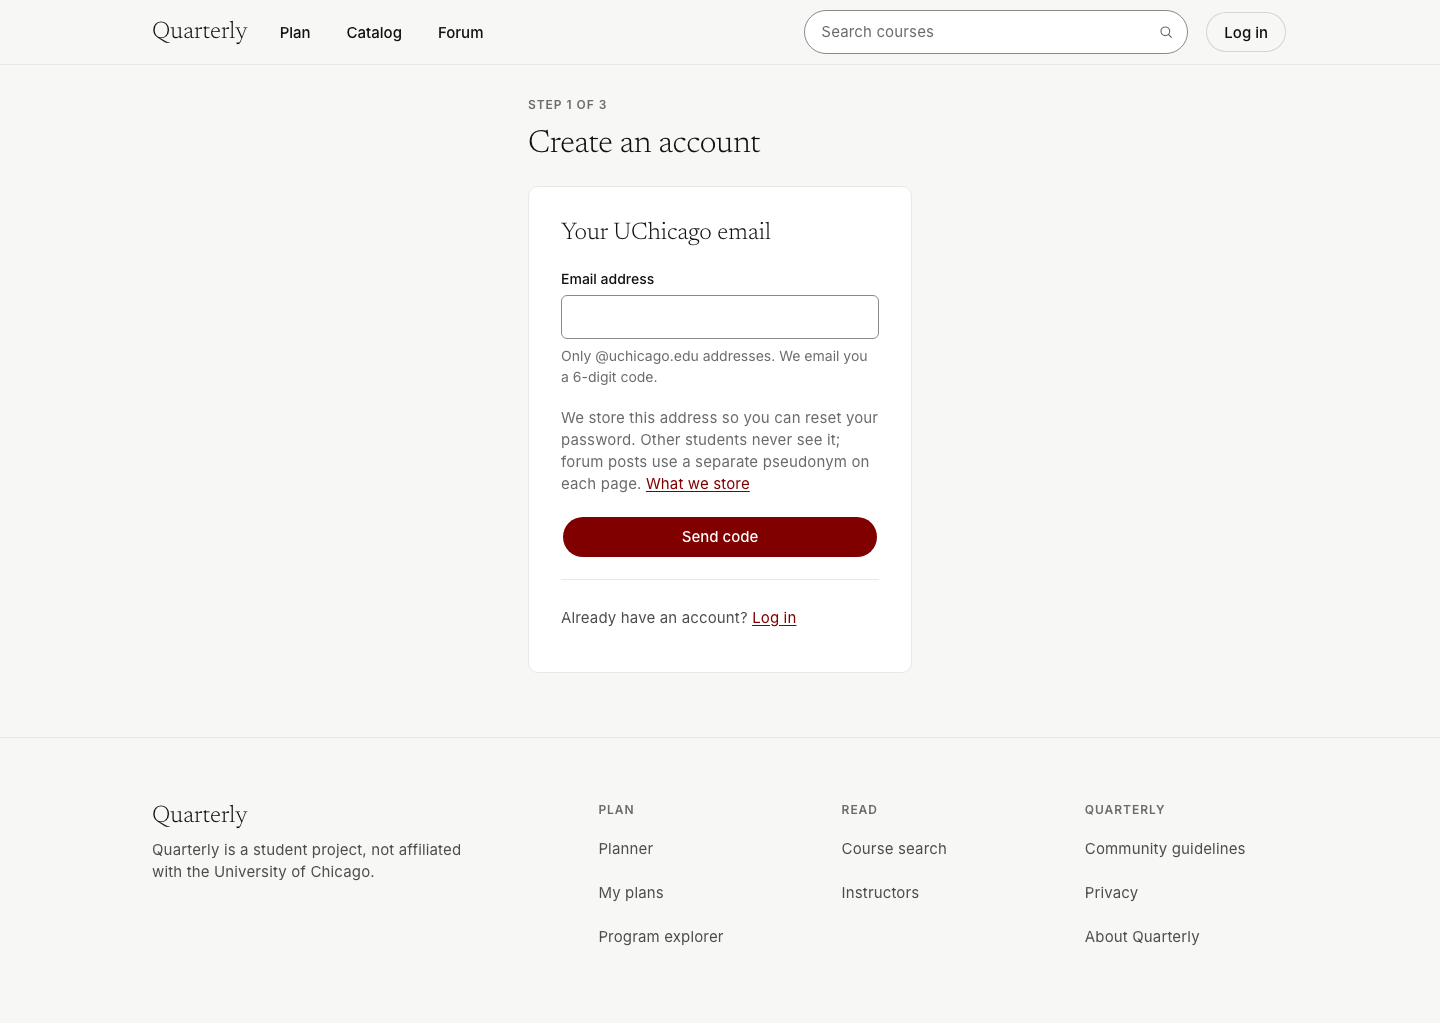 Quarterly
Plan
Catalog
Forum
Search courses
Log in
STEP 1 OF 3
Create an account
Your UChicago email
Email address
Only @uchicago.edu addresses. We email you
a 6-digit code.
We store this address so you can reset your
password. Other students never see it;
forum posts use a separate pseudonym on
each page. What we store
Send code
Already have an account? Log in
Quarterly
Quarterly is a student project, not affiliated
with the University of Chicago.
PLAN
Planner
My plans
Program explorer
READ
Course search
Instructors
QUARTERLY
Community guidelines
Privacy
About Quarterly